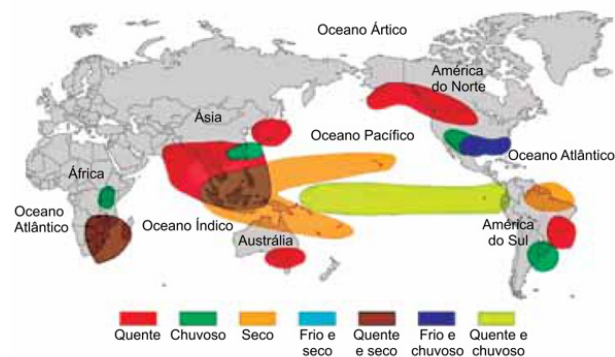 Oceano Ártico
América
do Norte
Ásia
Oceano Pacífico
Oceano Atlântico
África
Oceano
Atlântico
Oceano Índico
Austrália
América
do Sul
Quente
Chuvoso
Seco
Frio e
seco
Quente
e seco
Frio e
chuvoso
Quente e
chuvoso